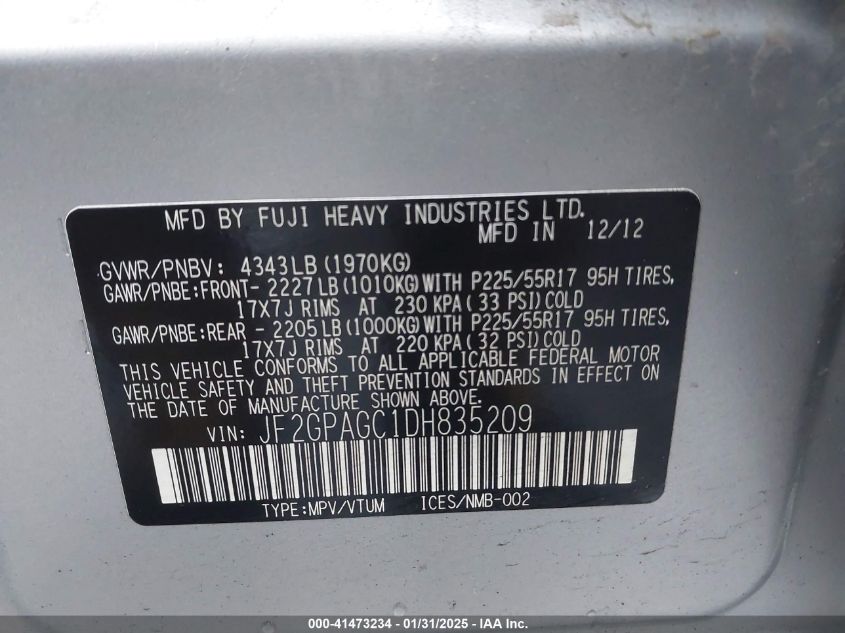 MFD BY FUJI HEAVY INDUSTRIES LTD.
MFD IN 12/12
GVWR/PNBV: 4343LB (1970KG)
GAWR/PNBE:FRONT- 2227LB(1010KG)WITH P225/55R17 95H TIRES,
17X7J RIMS AT 230 KPA(33 PSI)COLD
GAWR/PNBE:REAR - 2205LB(1000KG)WITH P225/55R17 95H TIRES,
17X7J RIMS AT 220 KPA(32 PSI)COLD
THIS VEHICLE CONFORMS TO ALL APPLICABLE FEDERAL MOTOR
VEHICLE SAFETY AND THEFT PREVENTION STANDARDS IN EFFECT ON
THE DATE OF MANUFACTURE SHOWN ABOVE.
VIN: JF2GPAGC1DH835209
TYPE:MPV/VTUM ICES/NMB-002
000-41473234 - 01/31/2025 - IAA Inc.